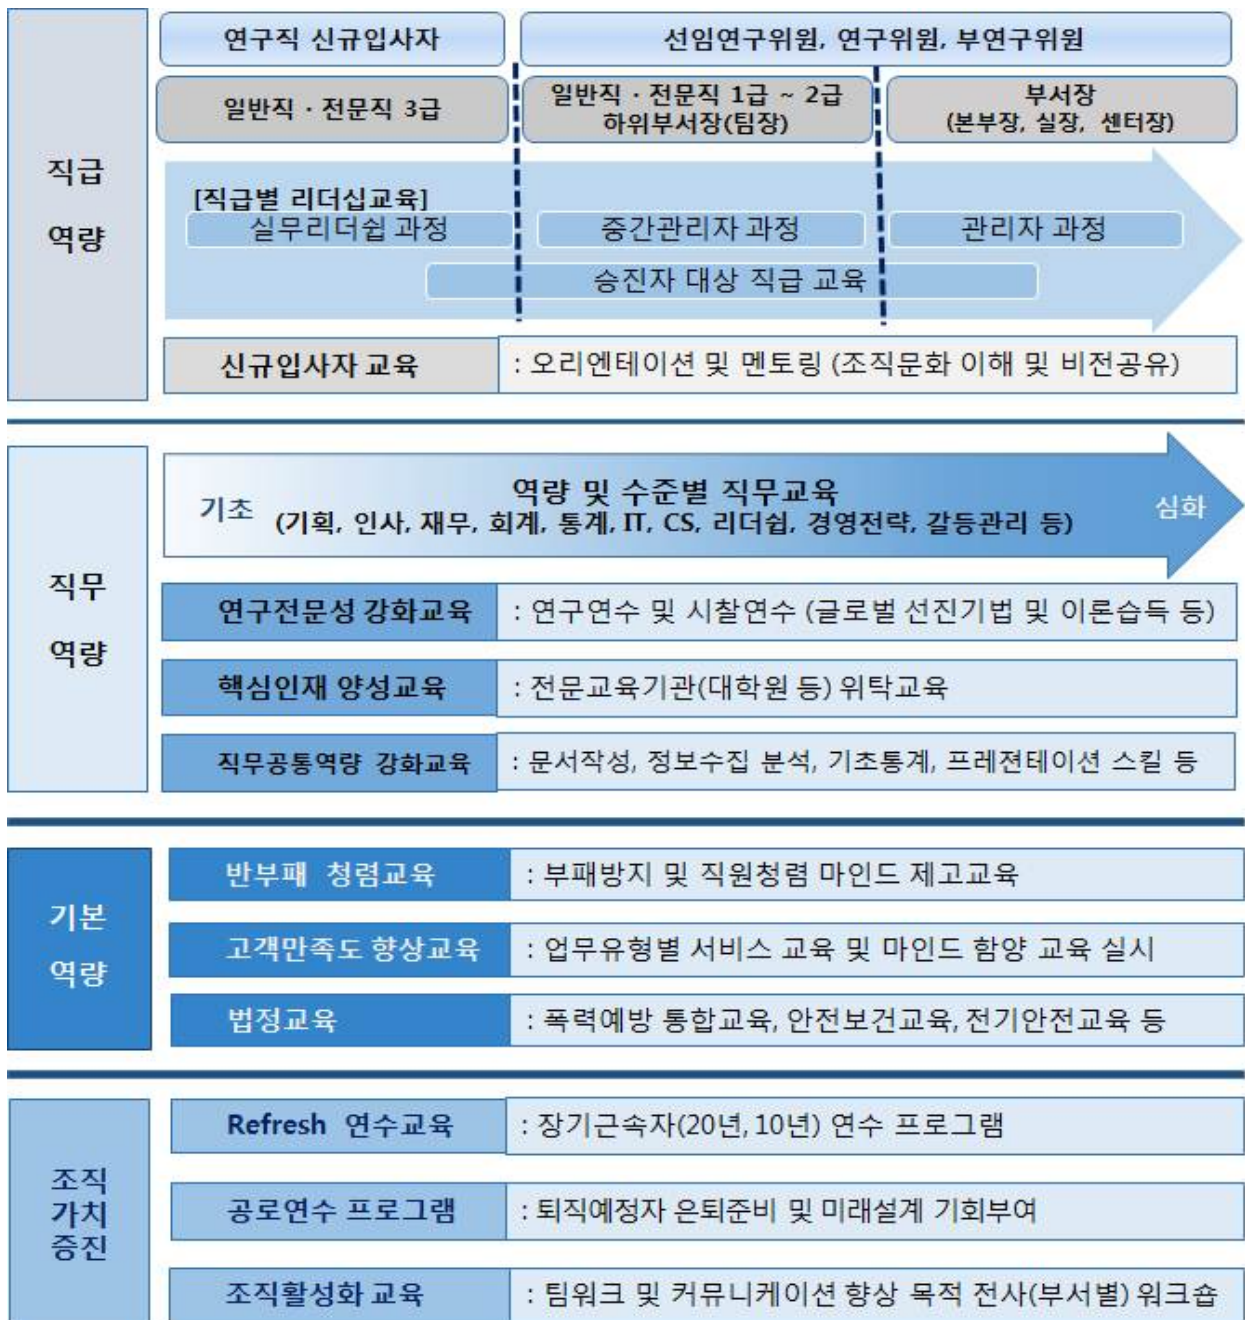 연구직 신규입사자
선임연구위원, 연구위원, 부연구위원
일반직 · 전문직 3급
일반직 · 전문직 1급 ~ 2급
하위부서장(팀장)
부서장
(본부장, 실장, 센터장)
직급
역량
[직급별 리더십교육]
실무리더쉽 과정
중간관리자 과정
관리자 과정
승진자 대상 직급 교육
신규입사자 교육
: 오리엔테이션 및 멘토링 (조직문화 이해 및 비전공유)
직무
역량
기초
역량 및 수준별 직무교육
(기획, 인사, 재무, 회계, 통계, IT, CS, 리더쉽, 경영전략, 갈등관리 등)
심화
연구전문성 강화교육
: 연구연수 및 시찰연수 (글로벌 선진기법 및 이론습득 등)
핵심인재 양성교육
: 전문교육기관(대학원 등) 위탁교육
직무공통역량 강화교육
: 문서작성, 정보수집 분석, 기초통계, 프레젼테이션 스킬 등
기본
역량
반부패 청렴교육
: 부패방지 및 직원청렴 마인드 제고교육
고객만족도 향상교육
: 업무유형별 서비스 교육 및 마인드 함양 교육 실시
법정교육
: 폭력예방 통합교육, 안전보건교육, 전기안전교육 등
조직
가치
증진
Refresh 연수교육
: 장기근속자(20년, 10년) 연수 프로그램
공로연수 프로그램
: 퇴직예정자 은퇴준비 및 미래설계 기회부여
조직활성화 교육
: 팀워크 및 커뮤니케이션 향상 목적 전사(부서별) 워크숍